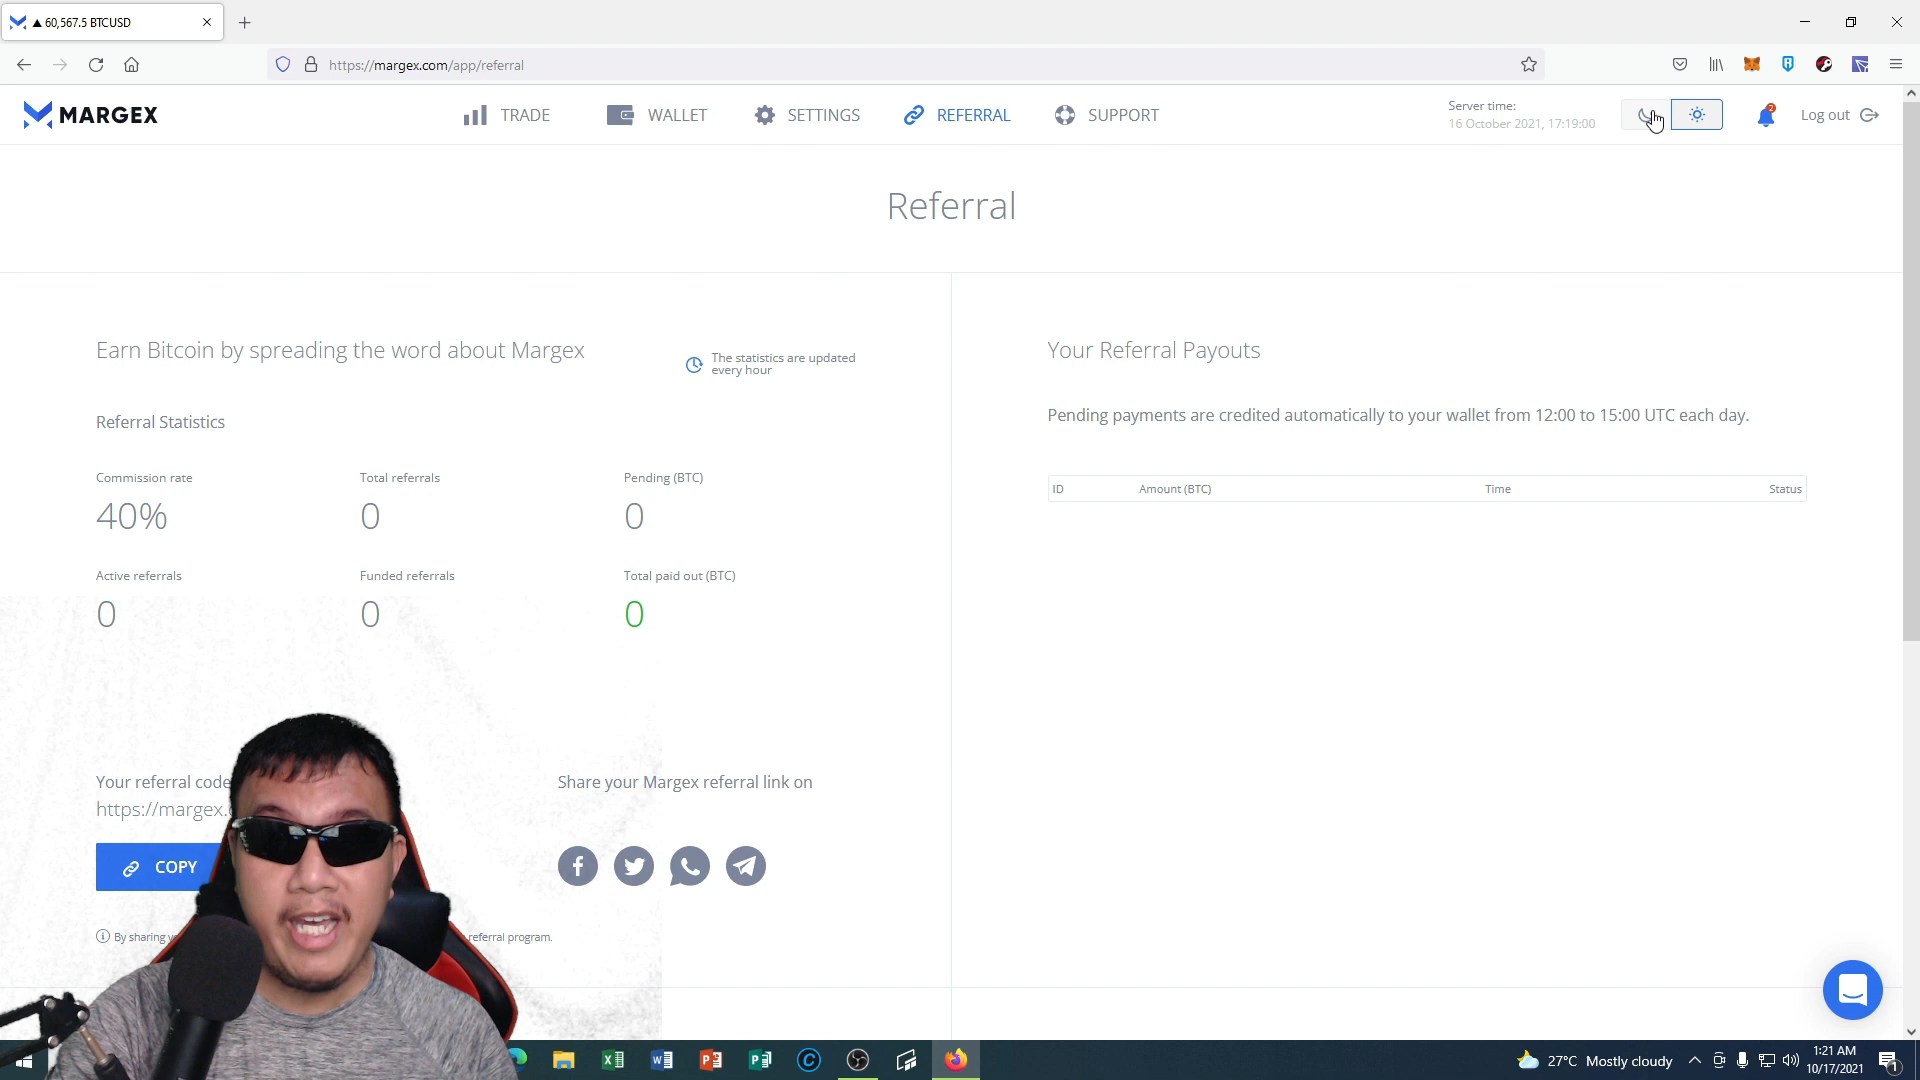 60,567.5 BTCUSD
https://margex.com/app/referral
MARGEX
TRADE
WALLET
SETTINGS
REFERRAL
SUPPORT
Server time:
16 October 2021, 17:19:00
2
Log out
Referral
Earn Bitcoin by spreading the word about Margex
The statistics are updated
every hour
Referral Statistics
Commission rate
Total referrals
Pending (BTC)
40%
0
0
Active referrals
Funded referrals
Total paid out (BTC)
0
0
0
Your Referral Payouts
Pending payments are credited automatically to your wallet from 12:00 to 15:00 UTC each day.
ID
Amount (BTC)
Time
Status
Your referral code
https://margex.
COPY
Share your Margex referral link on
By sharing
referral program.
27°C Mostly cloudy
1:21 AM
10/17/2021
1